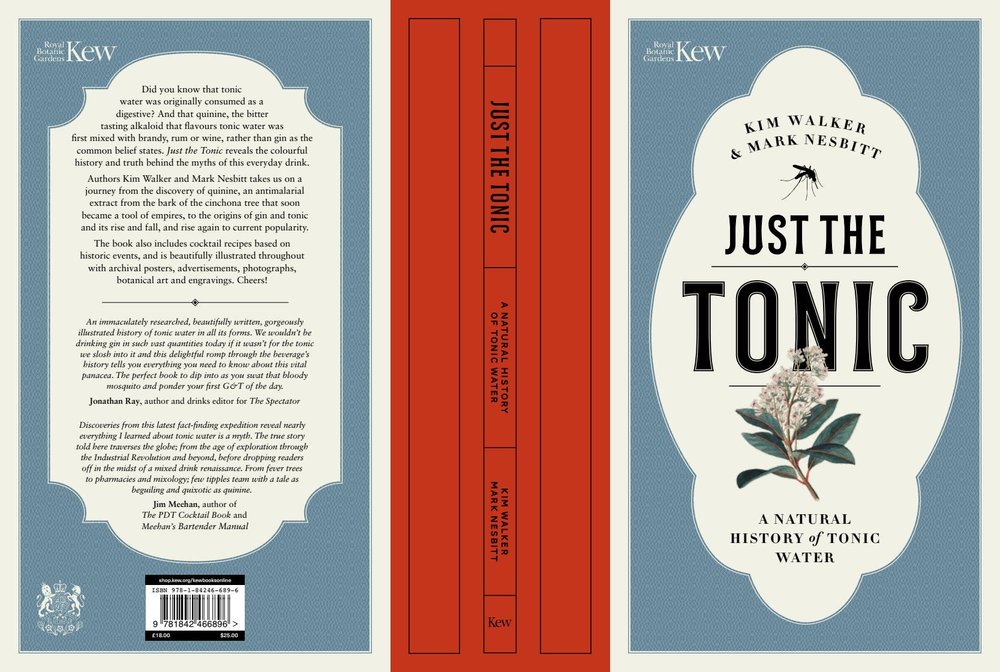 Royal
Botanic
Gardens
Kew
Did you know that tonic
water was originally consumed as a
digestive? And that quinine, the bitter
tasting alkaloid that flavours tonic water was
first mixed with brandy, rum or wine, rather than gin as the
common belief states. Just the Tonic reveals the colourful
history and truth behind the myths of this everyday drink.
Authors Kim Walker and Mark Nesbitt takes us on a
journey from the discovery of quinine, an antimalarial
extract from the bark of the cinchona tree that soon
became a tool of empires, to the origins of gin and tonic
and its rise and fall, and rise again to current popularity.
The book also includes cocktail recipes based on
historic events, and is beautifully illustrated throughout
with archival posters, advertisements, photographs,
botanical art and engravings. Cheers!
An immaculately researched, beautifully written, gorgeously
illustrated history of tonic water in all its forms. We wouldn't be
drinking gin in such vast quantities today if it wasn't for the tonic
we slosh into it and this delightful romp through the beverage's
history tells you everything you need to know about this vital
panacea. The perfect book to dip into as you swat that bloody
mosquito and ponder your first G&T of the day.
Jonathan Ray, author and drinks editor for The Spectator
Discoveries from this latest fact-finding expedition reveal nearly
everything I learned about tonic water is a myth. The true story
told here traverses the globe; from the age of exploration through
the Industrial Revolution and beyond, before dropping readers
off in the midst of a mixed drink renaissance. From fever trees
to pharmacies and mixology; few tipples team with a tale as
beguiling and quixotic as quinine.
Jim Meehan, author of
The PDT Cocktail Book and
Meehan's Bartender Manual
shop.kew.org/kewbooksonline
ISBN 978-1-84246-689-6
9 781842 466896 >
£18.00 $25.00
JUST THE TONIC
A NATURAL HISTORY
OF TONIC WATER
KIM WALKER
MARK NESBITT
Kew
Royal
Botanic
Gardens
Kew
KIM WALKER
& MARK NESBITT
JUST THE
TONIC
A NATURAL
HISTORY of TONIC
WATER